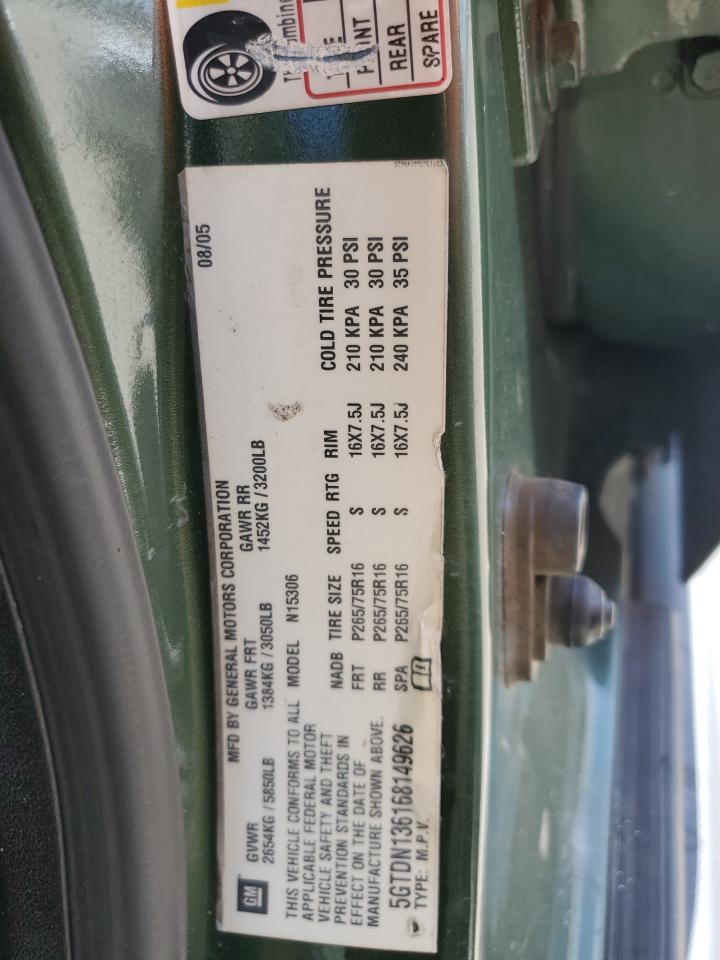 TIRE
FRONT
REAR
SPARE
MFD BY GENERAL MOTORS CORPORATION
08/05
GM
GVWR GAWR FRT GAWR RR
2654KG / 5850LB 1384KG / 3050LB 1452KG / 3200LB
THIS VEHICLE CONFORMS TO ALL
APPLICABLE FEDERAL MOTOR
VEHICLE SAFETY AND THEFT
PREVENTION STANDARDS IN
EFFECT ON THE DATE OF
MANUFACTURE SHOWN ABOVE.
MODEL N15306
NADB TIRE SIZE SPEED RTG RIM COLD TIRE PRESSURE
FRT P265/75R16 S 16X7.5J 210 KPA 30 PSI
RR P265/75R16 S 16X7.5J 210 KPA 30 PSI
SPA P265/75R16 S 16X7.5J 240 KPA 35 PSI
5GTDN136168149626
TYPE: M.P.V.